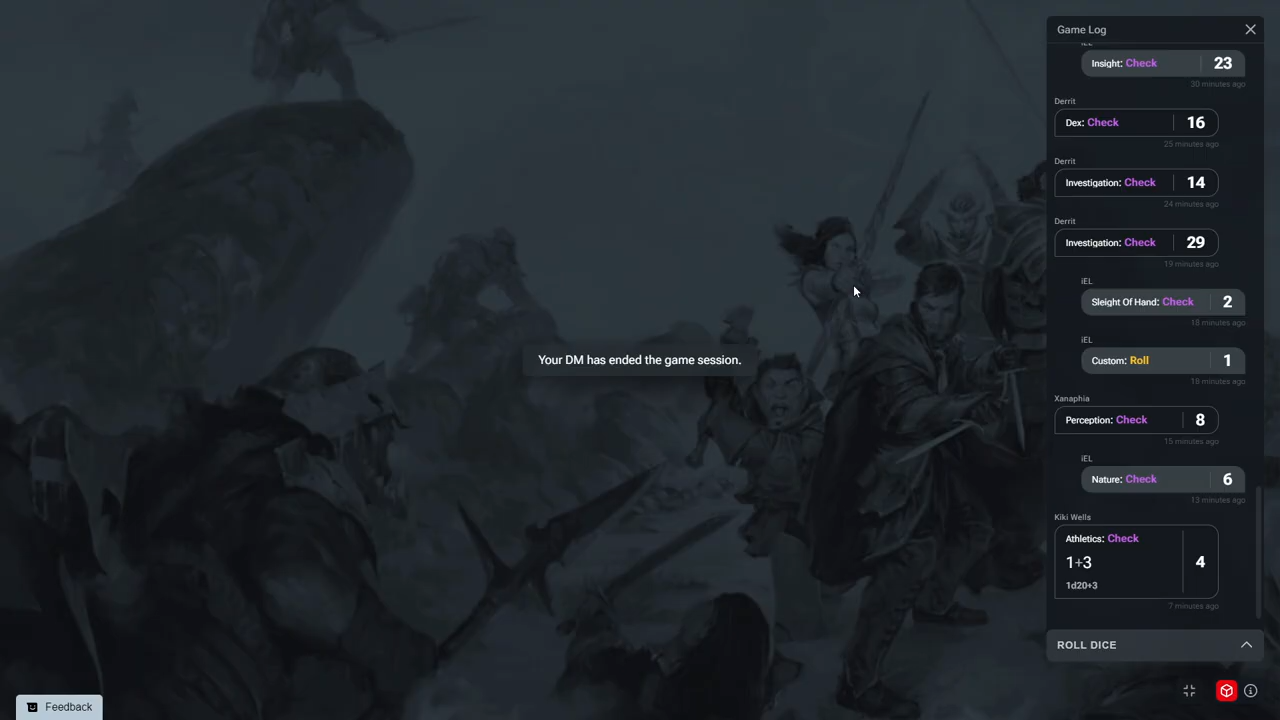 Game Log
Insight: Check 23
30 minutes ago
Derrit
Dex: Check 16
25 minutes ago
Derrit
Investigation: Check 14
24 minutes ago
Derrit
Investigation: Check 29
19 minutes ago
iEL
Sleight Of Hand: Check 2
18 minutes ago
iEL
Custom: Roll 1
18 minutes ago
Xanaphia
Perception: Check 8
15 minutes ago
iEL
Nature: Check 6
13 minutes ago
Kiki Wells
Athletics: Check
1+3 4
1d20+3
7 minutes ago
ROLL DICE
Your DM has ended the game session.
Feedback